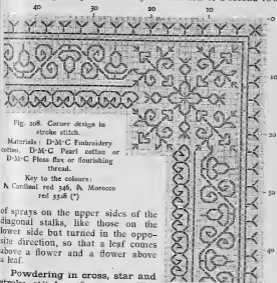 40
30
20
10
10
20
30
40
Fig. 208. Corner design in
stroke stitch.
Materials: D·M·C Embroidery
cotton, D·M·C Pearl cotton or
D·M·C Floss flax or flourishing
thread.
Key to the colours:
Cardinal red 346, Morocco
red 3328 (*)
of sprays on the upper sides of the
diagonal stalks, like those on the
lower side but turned in the oppo-
site direction, so that a leaf comes
above a flower and a flower above
a leaf.
Powdering in cross, star and